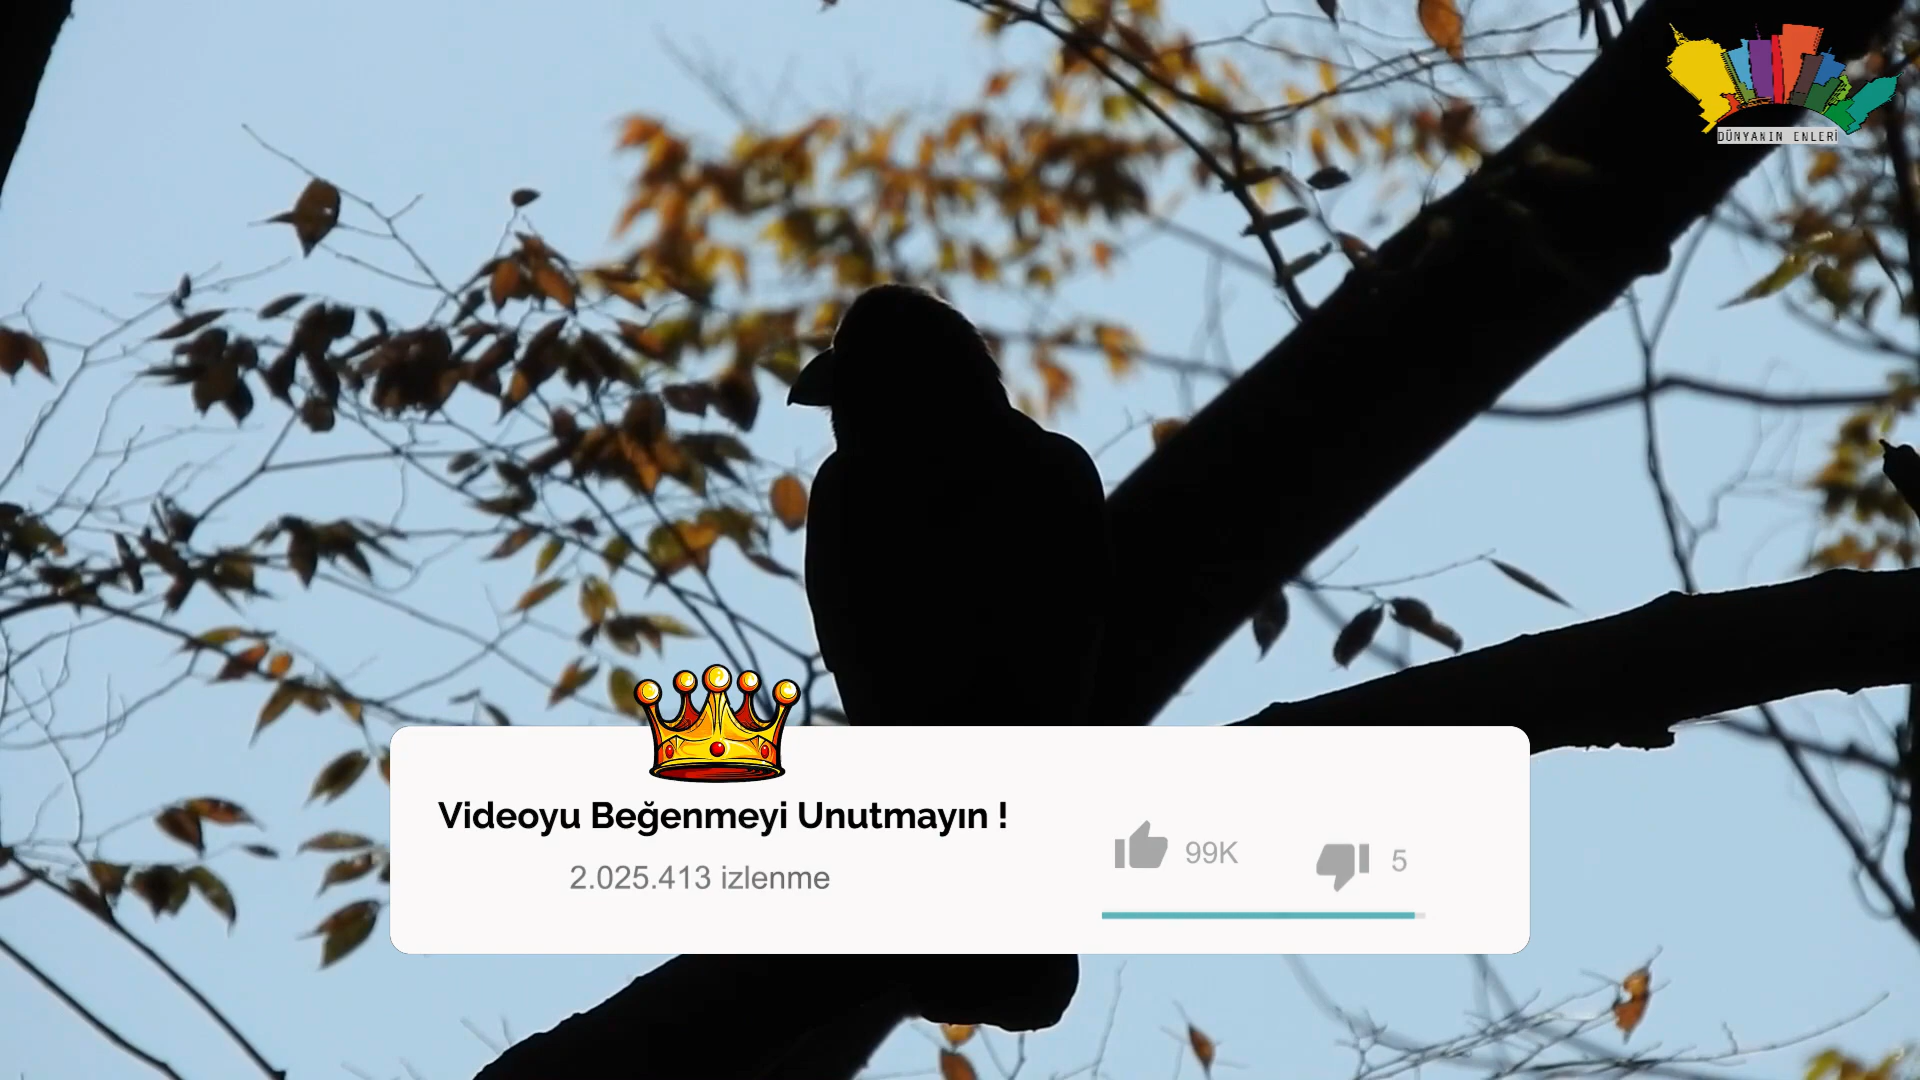 DÜNYANIN ENLERİ
Videoyu Beğenmeyi Unutmayın !
2.025.413 izlenme
99K
5